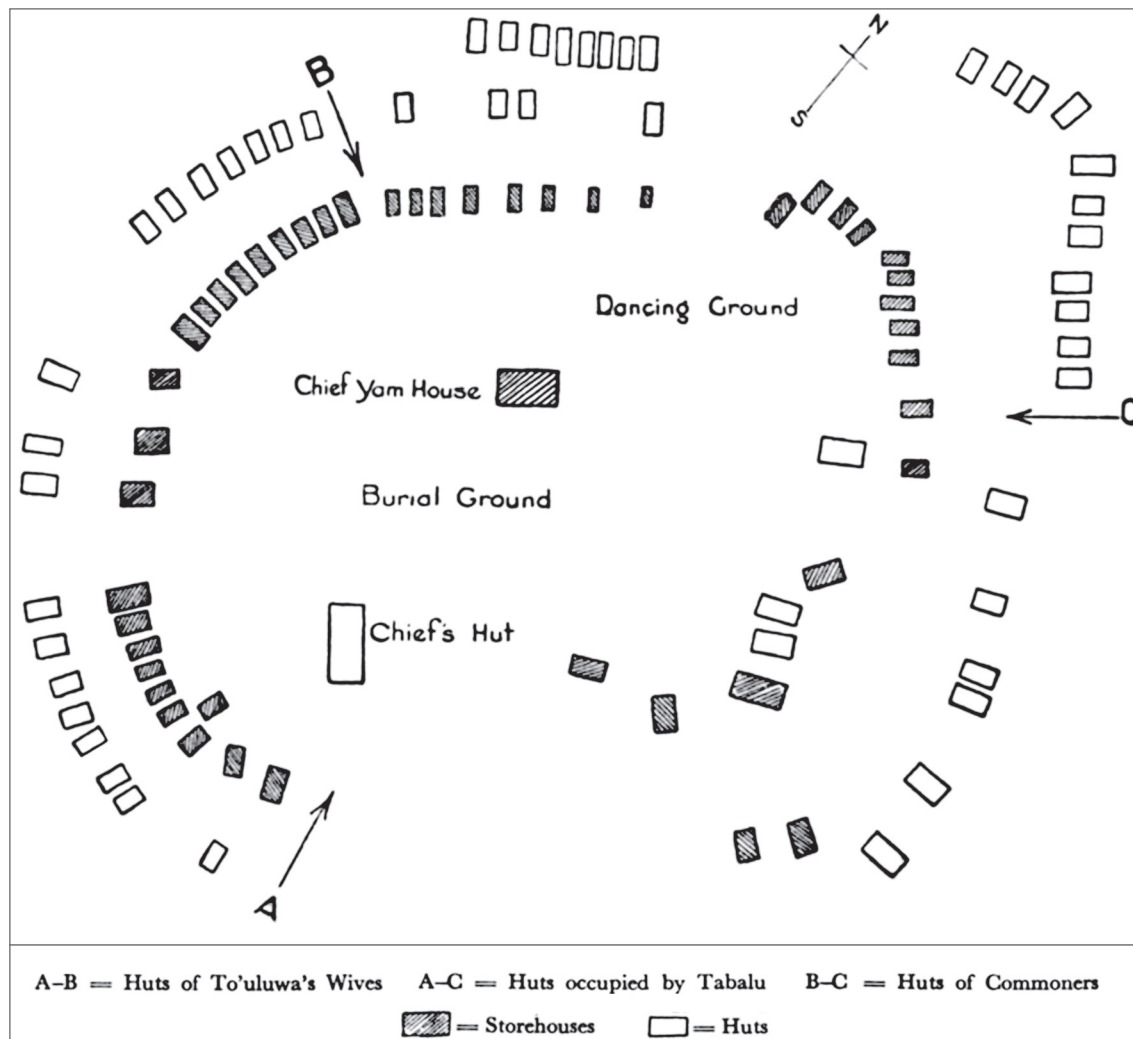 B
N
S
Dancing Ground
Chief Yam House
C
Burial Ground
Chief's Hut
A
A–B = Huts of To'uluwa's Wives A–C = Huts occupied by Tabalu B–C = Huts of Commoners
= Storehouses = Huts